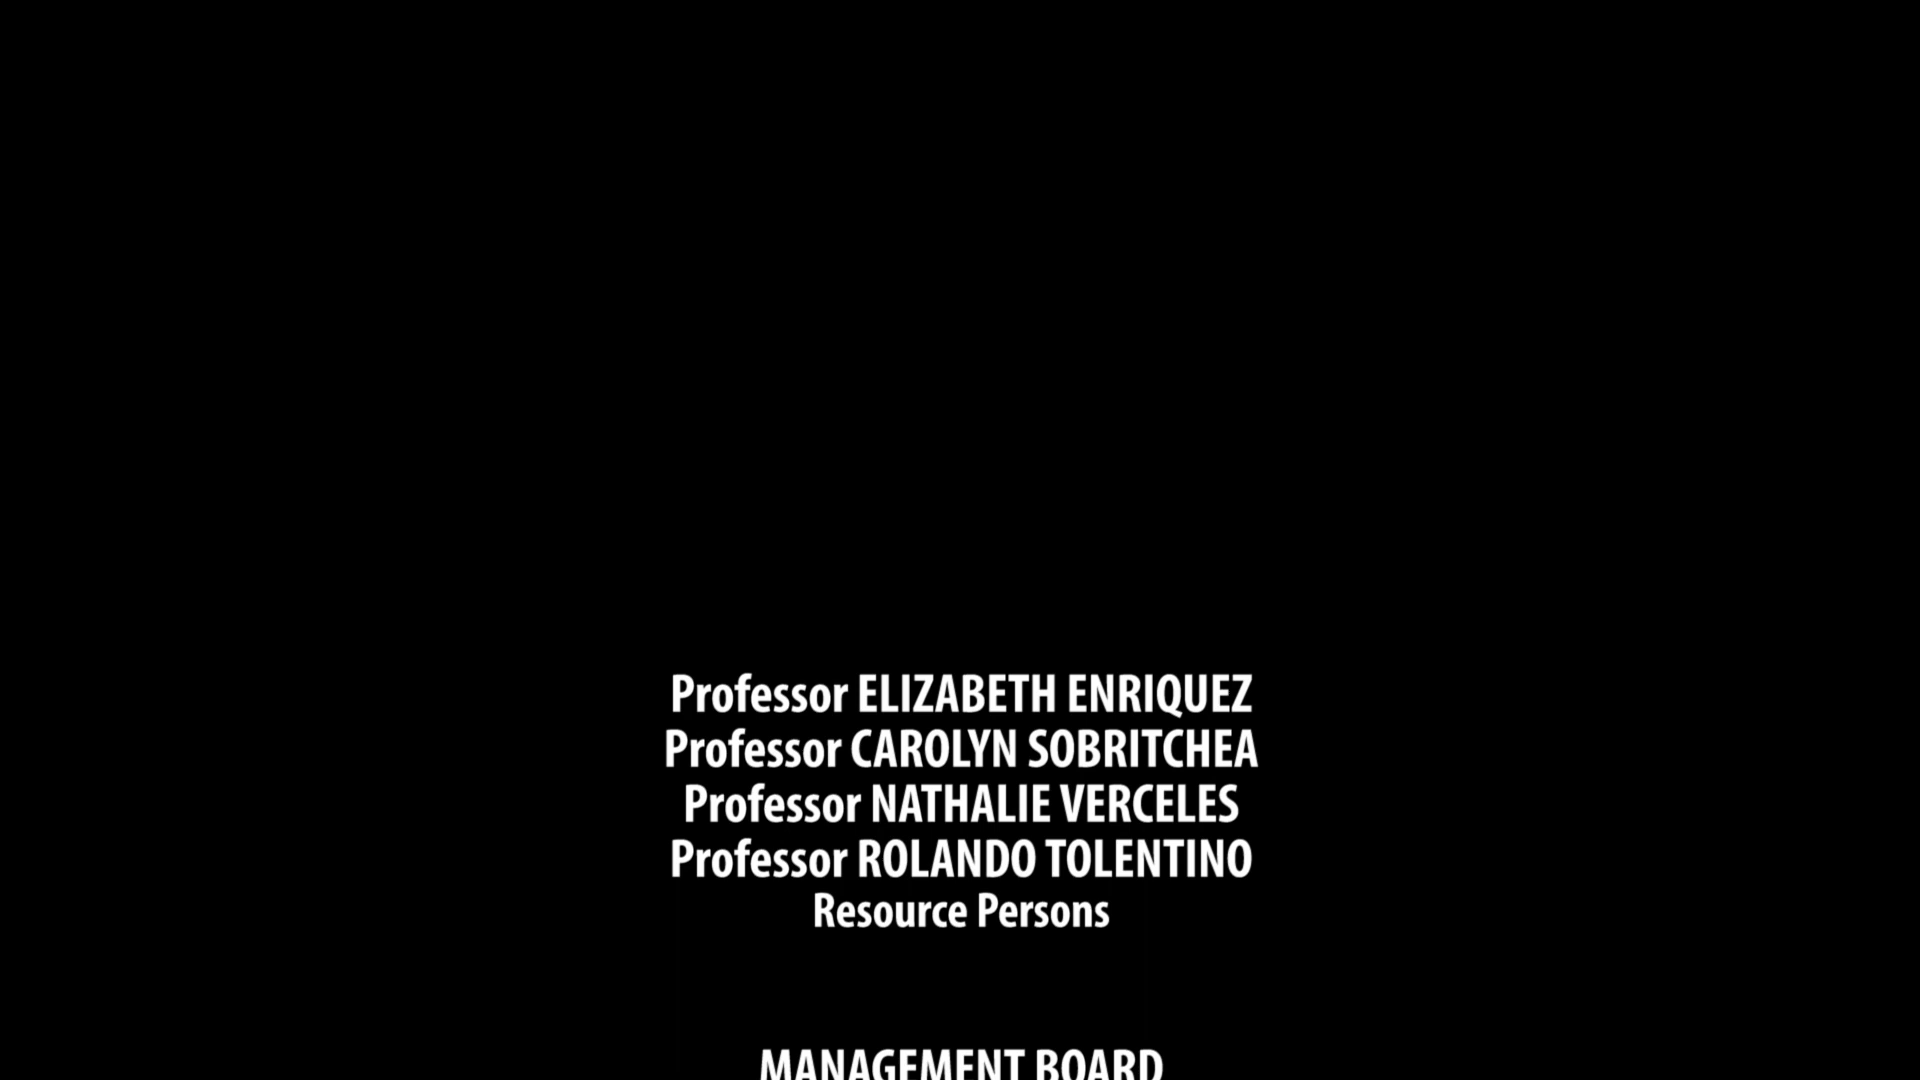 Professor ELIZABETH ENRIQUEZ
Professor CAROLYN SOBRITCHEA
Professor NATHALIE VERCELES
Professor ROLANDO TOLENTINO
Resource Persons
MANAGEMENT BOARD